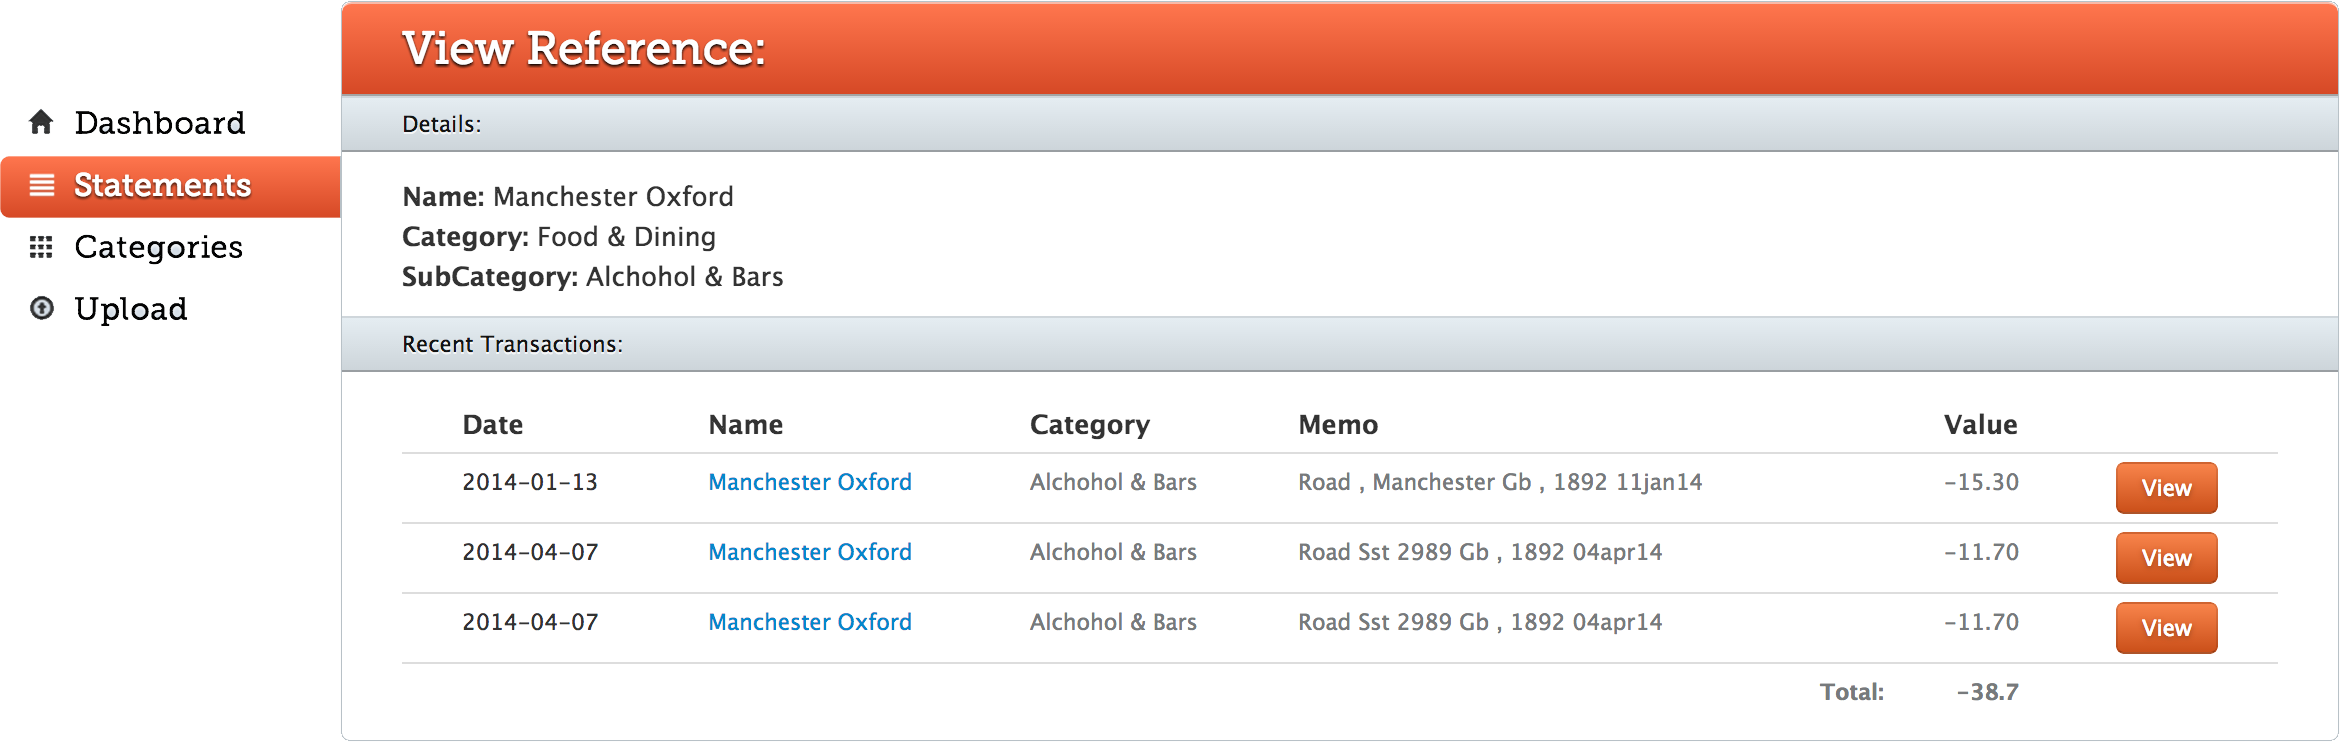 View Reference:
Dashboard
Statements
Categories
Upload
Details:
Name: Manchester Oxford
Category: Food & Dining
SubCategory: Alchohol & Bars
Recent Transactions:
Date Name Category Memo Value
2014-01-13 Manchester Oxford Alchohol & Bars Road , Manchester Gb , 1892 11jan14 -15.30 View
2014-04-07 Manchester Oxford Alchohol & Bars Road Sst 2989 Gb , 1892 04apr14 -11.70 View
2014-04-07 Manchester Oxford Alchohol & Bars Road Sst 2989 Gb , 1892 04apr14 -11.70 View
Total: -38.7